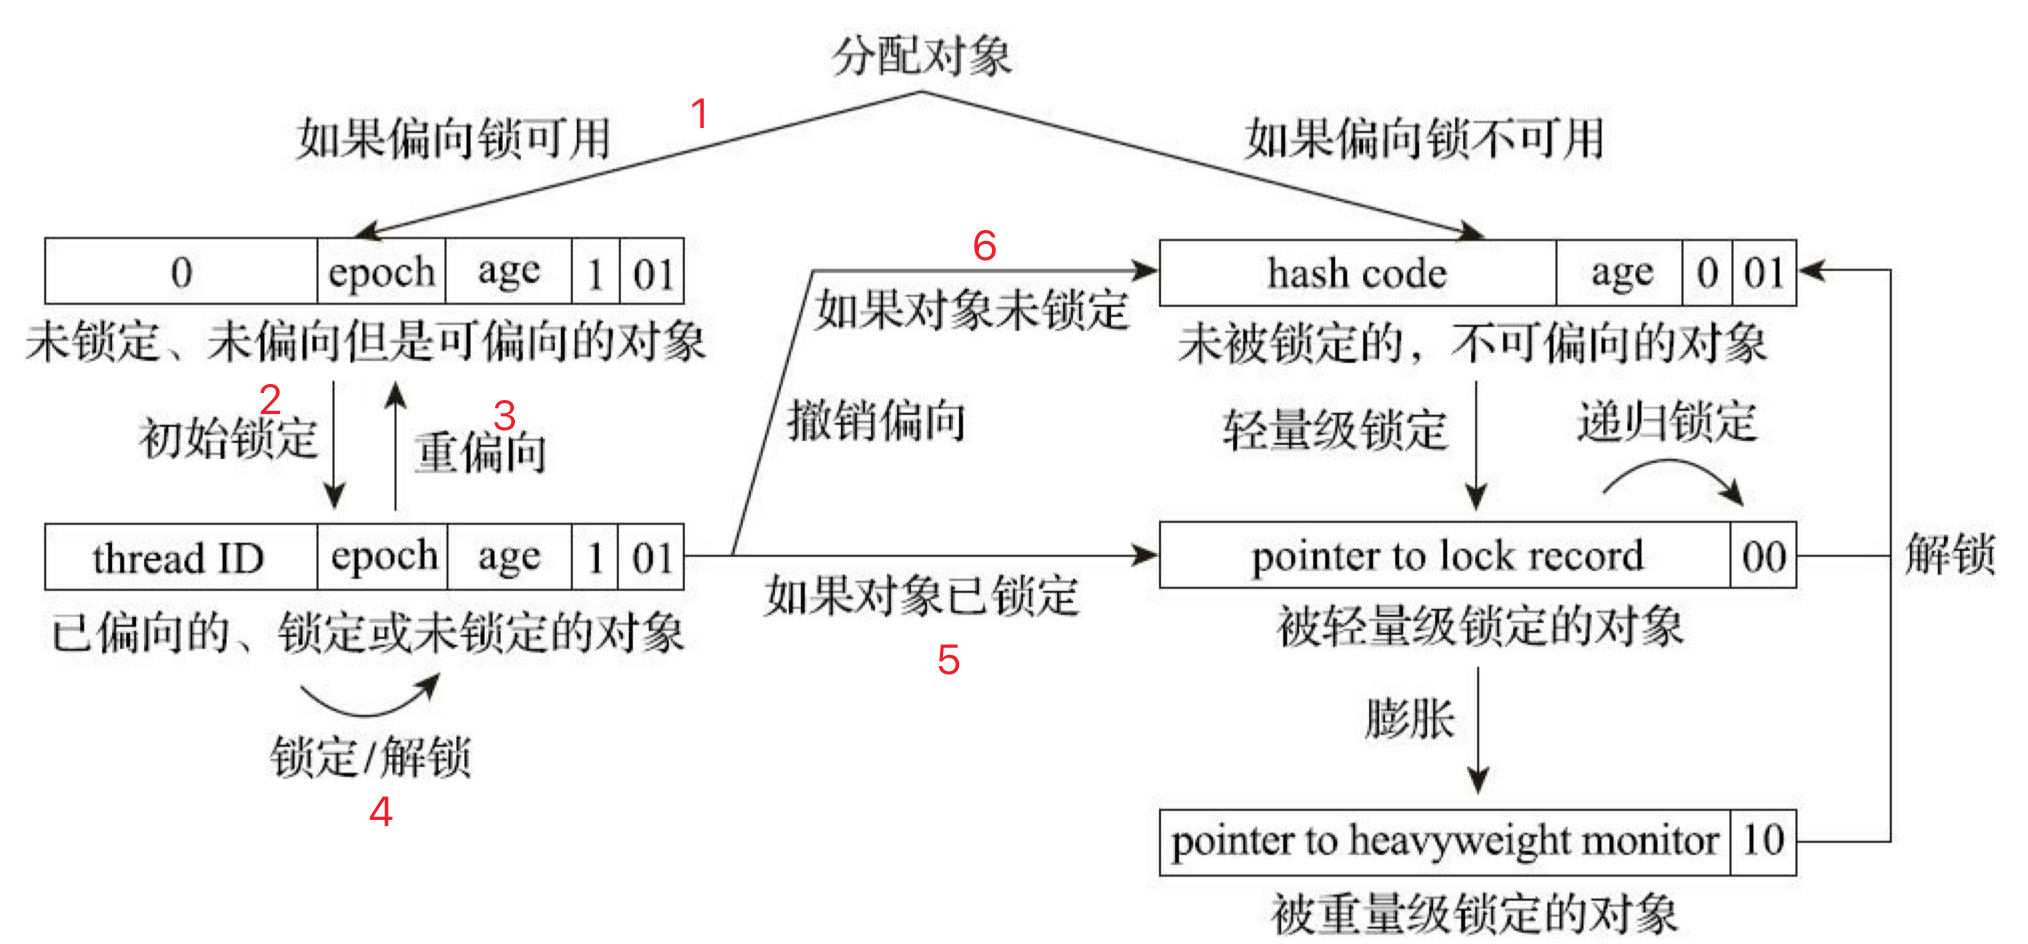 分配对象
1
如果偏向锁可用
如果偏向锁不可用
0 epoch age 1 01
未锁定、未偏向但是可偏向的对象
6
如果对象未锁定
hash code age 0 01
未被锁定的，不可偏向的对象
2
初始锁定
3
重偏向
撤销偏向
轻量级锁定
递归锁定
thread ID epoch age 1 01
已偏向的、锁定或未锁定的对象
如果对象已锁定
5
pointer to lock record 00
被轻量级锁定的对象
解锁
锁定/解锁
4
膨胀
pointer to heavyweight monitor 10
被重量级锁定的对象